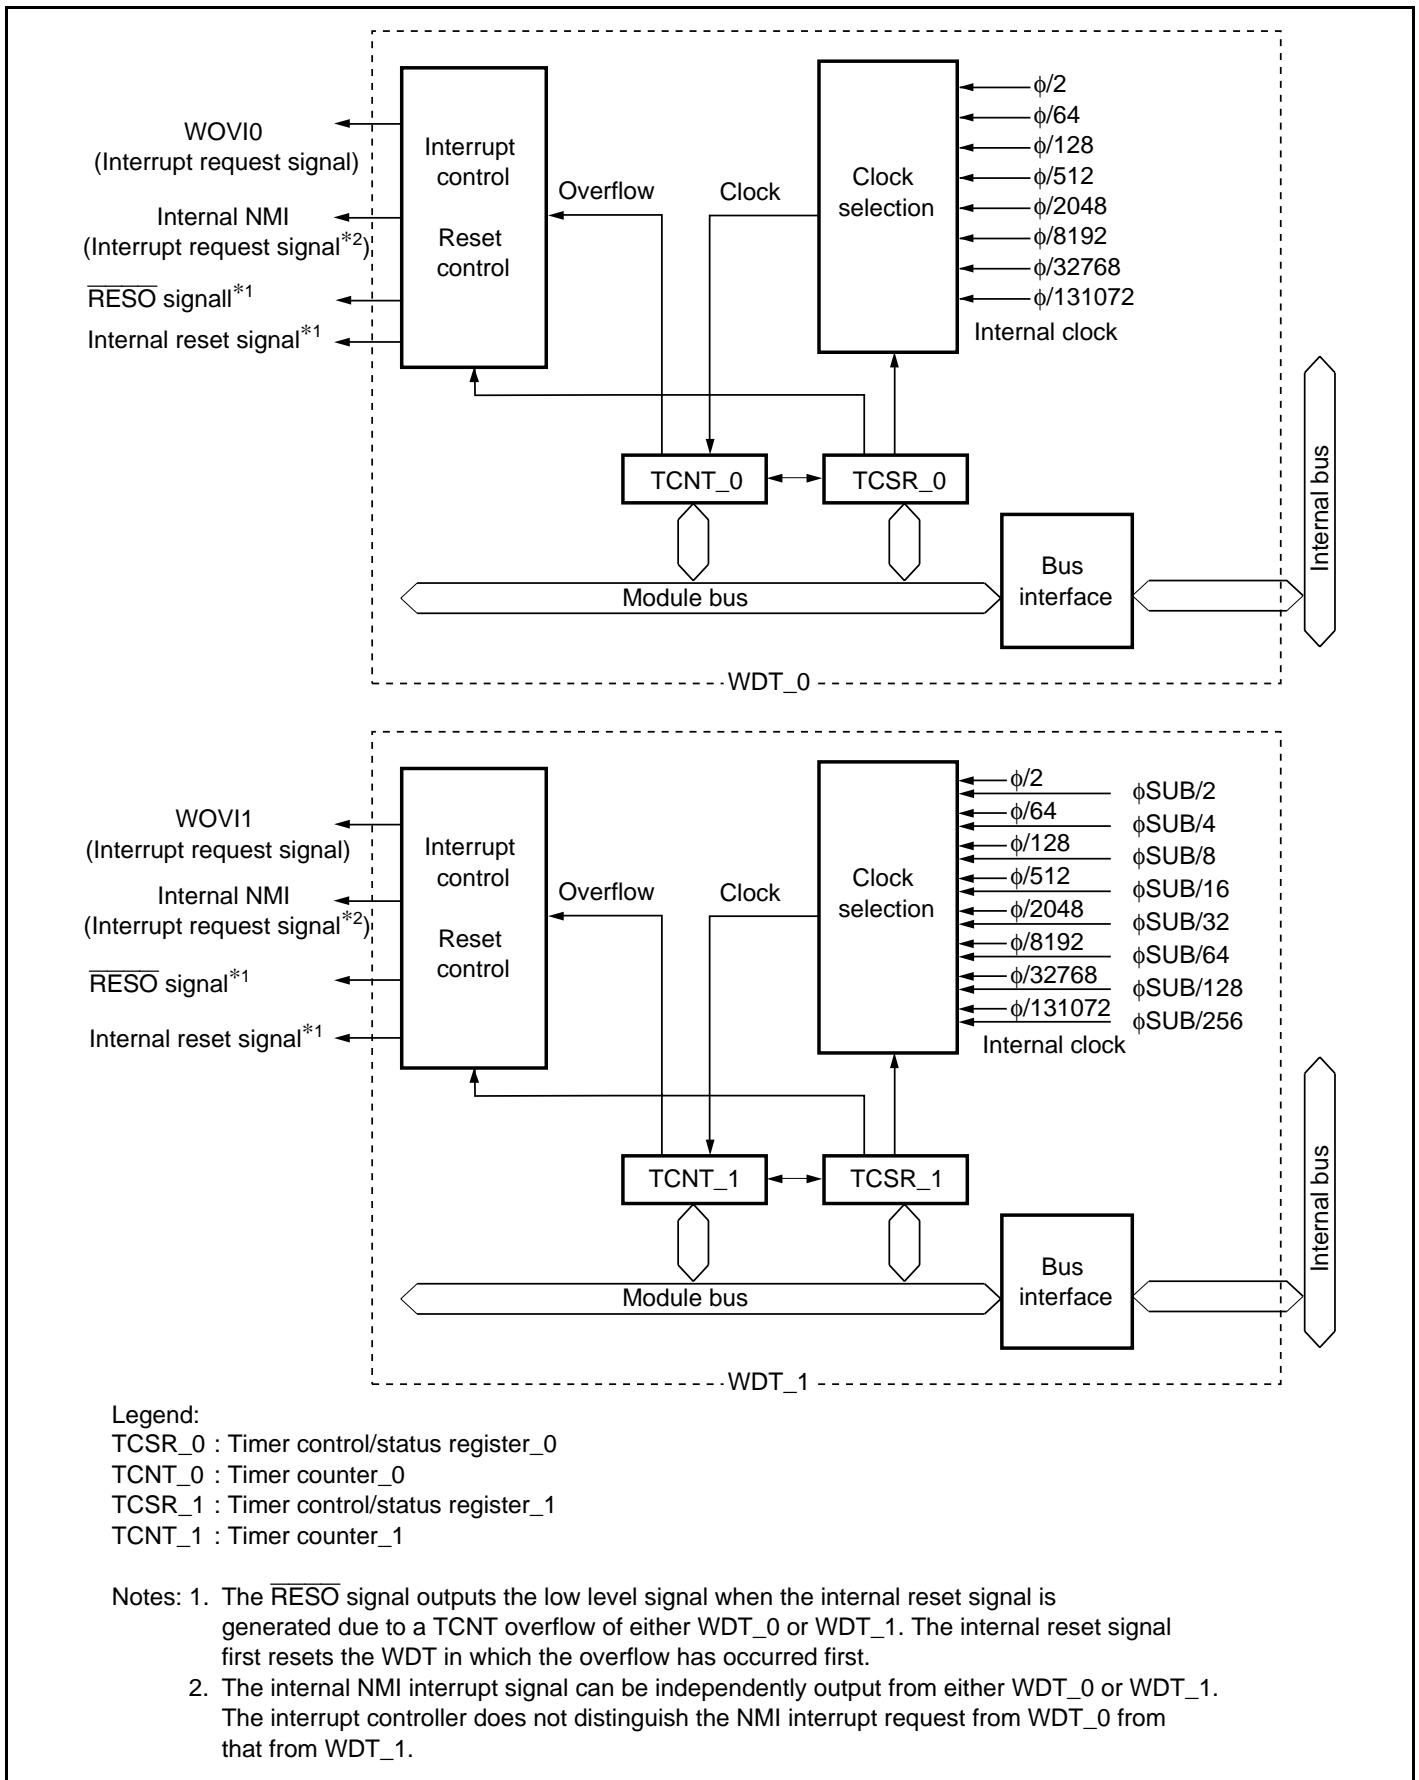 WOVI0
(Interrupt request signal)
Internal NMI
(Interrupt request signal*2)
RESO signall*1
Internal reset signal*1
Interrupt
control
Reset
control
Overflow
Clock
Clock
selection
ϕ/2
ϕ/64
ϕ/128
ϕ/512
ϕ/2048
ϕ/8192
ϕ/32768
ϕ/131072
Internal clock
TCNT_0
TCSR_0
Module bus
Bus
interface
Internal bus
WDT_0
WOVI1
(Interrupt request signal)
Internal NMI
(Interrupt request signal*2)
RESO signal*1
Internal reset signal*1
Interrupt
control
Reset
control
Overflow
Clock
Clock
selection
ϕ/2
ϕSUB/2
ϕ/64
ϕSUB/4
ϕ/128
ϕSUB/8
ϕ/512
ϕSUB/16
ϕ/2048
ϕSUB/32
ϕ/8192
ϕSUB/64
ϕ/32768
ϕSUB/128
ϕ/131072
ϕSUB/256
Internal clock
TCNT_1
TCSR_1
Module bus
Bus
interface
Internal bus
WDT_1
Legend:
TCSR_0 : Timer control/status register_0
TCNT_0 : Timer counter_0
TCSR_1 : Timer control/status register_1
TCNT_1 : Timer counter_1
Notes: 1. The RESO signal outputs the low level signal when the internal reset signal is
generated due to a TCNT overflow of either WDT_0 or WDT_1. The internal reset signal
first resets the WDT in which the overflow has occurred first.
2. The internal NMI interrupt signal can be independently output from either WDT_0 or WDT_1.
The interrupt controller does not distinguish the NMI interrupt request from WDT_0 from
that from WDT_1.